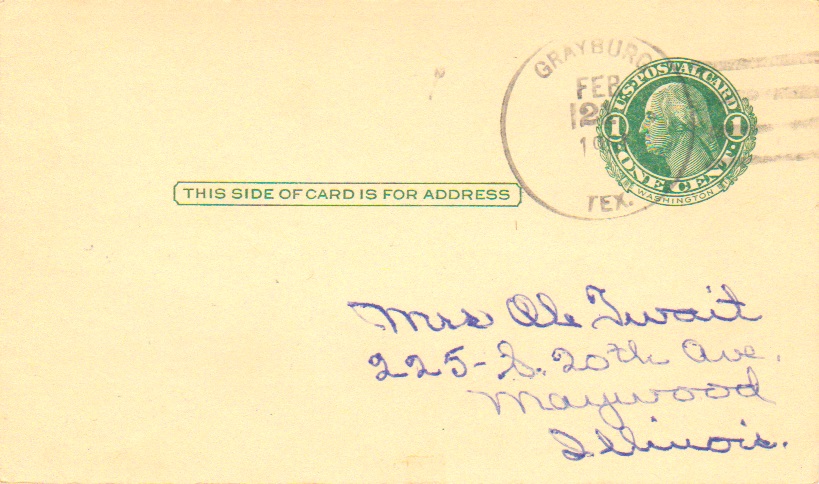 GRAYBURG
FEB
TEX.
U·S·POSTAL CARD
1 1
·ONE CENT·
WASHINGTON
THIS SIDE OF CARD IS FOR ADDRESS
Mrs Ole Twait
225-S. 20th Ave.
Maywood
Illinois.